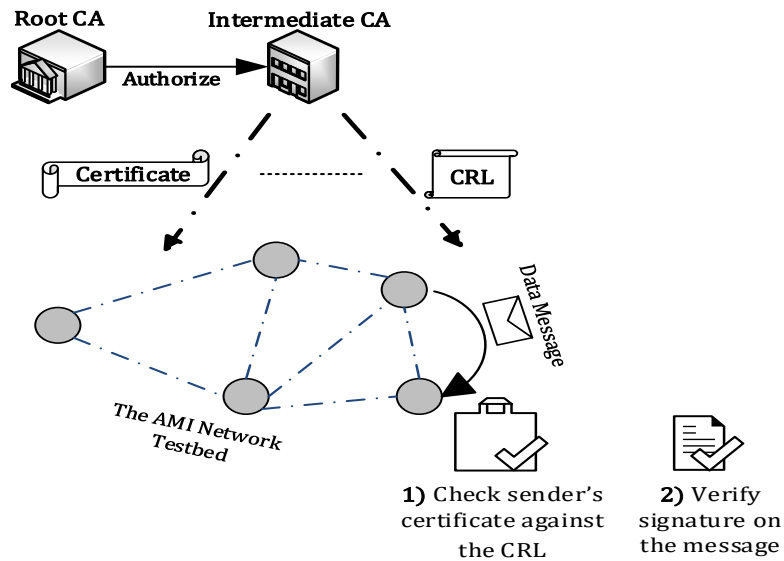 Root CA
Intermediate CA
Authorize
Certificate
CRL
Data Message
The AMI Network
Testbed
1) Check sender's
certificate against
the CRL
2) Verify
signature on
the message